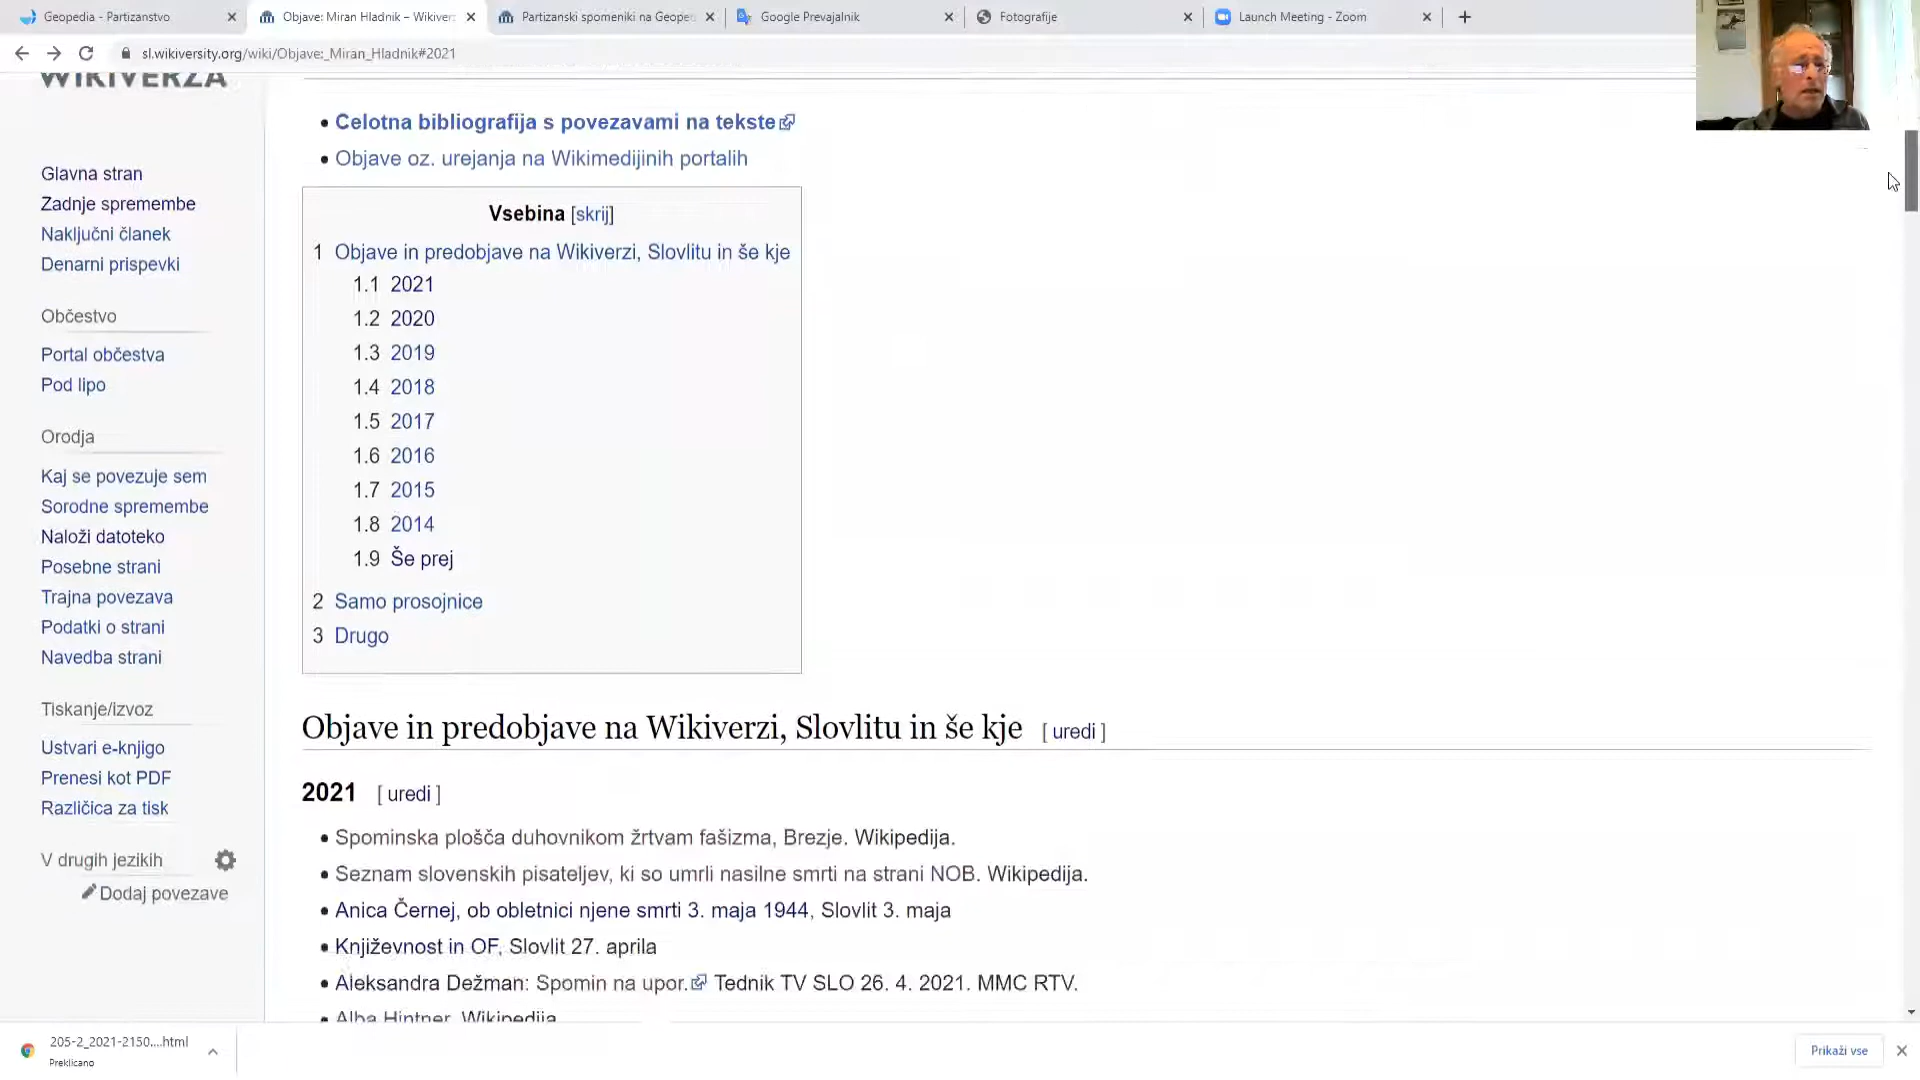 Geopedia - Partizanstvo
Objave: Miran Hladnik – Wikiver
Partizanski spomeniki na Geope
Google Prevajalnik
Fotografije
Launch Meeting - Zoom
sl.wikiversity.org/wiki/Objave:_Miran_Hladnik#2021
WIKIVERZA
Glavna stran
Zadnje spremembe
Naključni članek
Denarni prispevki
Občestvo
Portal občestva
Pod lipo
Orodja
Kaj se povezuje sem
Sorodne spremembe
Naloži datoteko
Posebne strani
Trajna povezava
Podatki o strani
Navedba strani
Tiskanje/izvoz
Ustvari e-knjigo
Prenesi kot PDF
Različica za tisk
V drugih jezikih
Dodaj povezave
Celotna bibliografija s povezavami na tekste
Objave oz. urejanja na Wikimedijinih portalih
Vsebina [skrij]
1 Objave in predobjave na Wikiverzi, Slovlitu in še kje
1.1 2021
1.2 2020
1.3 2019
1.4 2018
1.5 2017
1.6 2016
1.7 2015
1.8 2014
1.9 Še prej
2 Samo prosojnice
3 Drugo
Objave in predobjave na Wikiverzi, Slovlitu in še kje [ uredi ]
2021 [ uredi ]
Spominska plošča duhovnikom žrtvam fašizma, Brezje. Wikipedija.
Seznam slovenskih pisateljev, ki so umrli nasilne smrti na strani NOB. Wikipedija.
Anica Černej, ob obletnici njene smrti 3. maja 1944, Slovlit 3. maja
Književnost in OF, Slovlit 27. aprila
Aleksandra Dežman: Spomin na upor. Tednik TV SLO 26. 4. 2021. MMC RTV.
Alba Hintner. Wikipedija
205-2_2021-2150....html
Preklicano
Prikaži vse